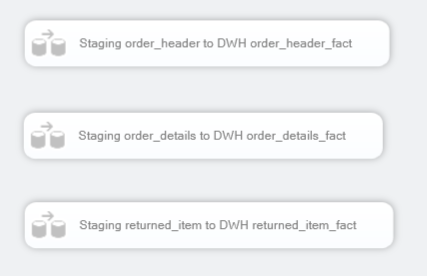 Staging order_header to DWH order_header_fact
Staging order_details to DWH order_details_fact
Staging returned_item to DWH returned_item_fact